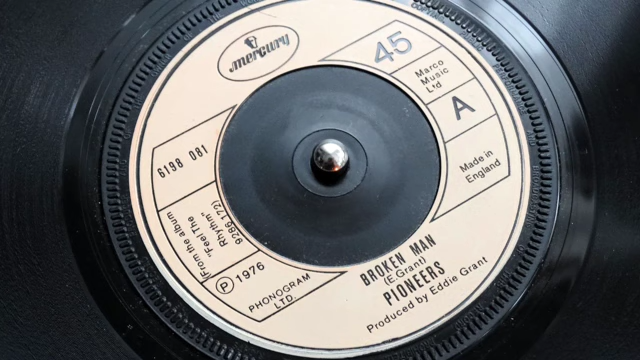 mercury
45
Marco
Music
Ltd
A
Made in
England
6198 081
(From the album
"Feel The
Rhythm"
9286 172)
Ⓟ 1976
PHONOGRAM
LTD.
BROKEN MAN
(E.Grant)
PIONEERS
Produced by Eddie Grant